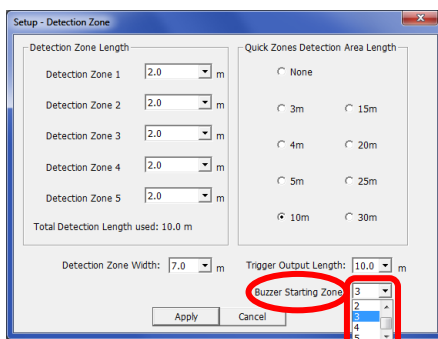 Setup - Detection Zone
Detection Zone Length
Detection Zone 1 2.0 m
Detection Zone 2 2.0 m
Detection Zone 3 2.0 m
Detection Zone 4 2.0 m
Detection Zone 5 2.0 m
Total Detection Length used: 10.0 m
Quick Zones Detection Area Length
None
3m 15m
4m 20m
5m 25m
10m 30m
Detection Zone Width: 7.0 m Trigger Output Length: 10.0 m
Buzzer Starting Zone 3
2
3
4
5
Apply Cancel